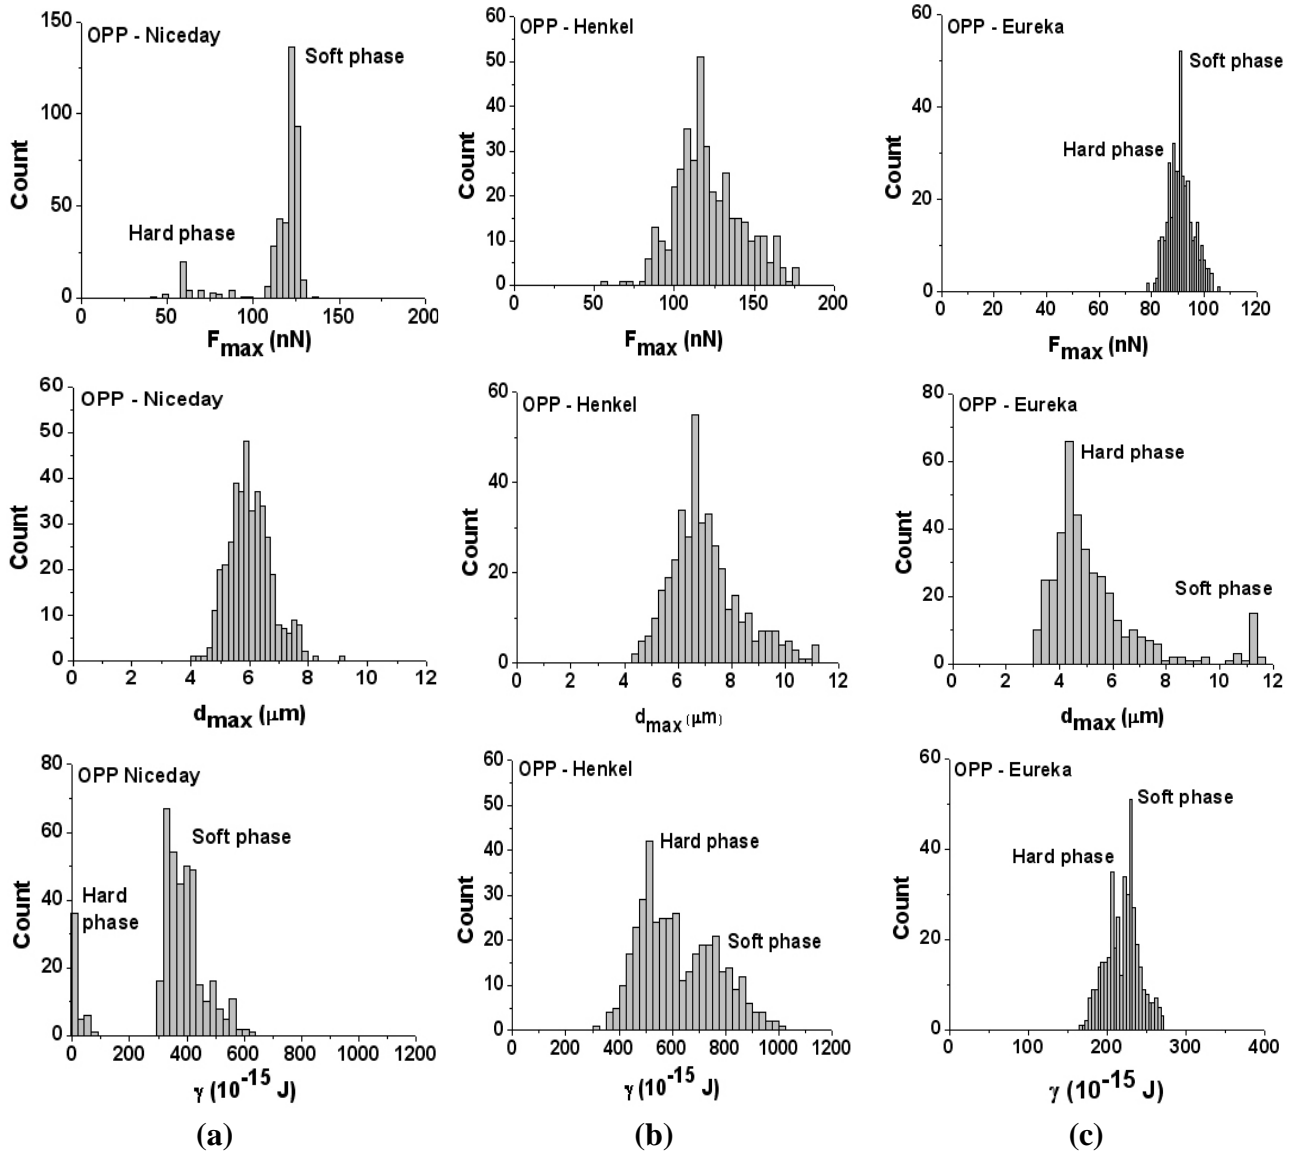 OPP - Niceday
Soft phase
Hard phase
Count
150
100
50
0
0 50 100 150 200
Fmax (nN)
OPP - Henkel
Count
60
50
40
30
20
10
0
0 50 100 150 200
Fmax (nN)
OPP - Eureka
Soft phase
Hard phase
Count
60
40
20
0
0 20 40 60 80 100 120
Fmax (nN)
OPP - Niceday
Count
60
50
40
30
20
10
0
0 2 4 6 8 10 12
dmax (μm)
OPP - Henkel
Count
60
40
20
0
0 2 4 6 8 10 12
dmax (μm)
OPP - Eureka
Hard phase
Soft phase
Count
80
60
40
20
0
0 2 4 6 8 10 12
dmax (μm)
OPP Niceday
Soft phase
Hard
phase
Count
80
60
40
20
0
0 200 400 600 800 1000 1200
γ (10-15 J)
(a)
OPP - Henkel
Hard phase
Soft phase
Count
60
50
40
30
20
10
0
0 200 400 600 800 1000 1200
γ (10-15 J)
(b)
OPP - Eureka
Soft phase
Hard phase
Count
60
40
20
0
0 100 200 300 400
γ (10-15 J)
(c)